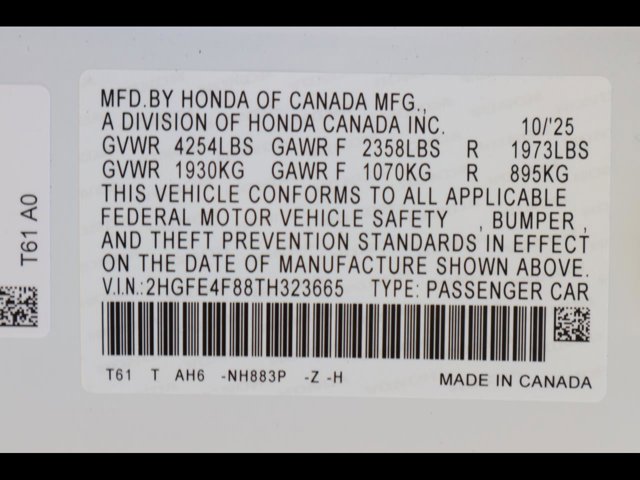 MFD.BY HONDA OF CANADA MFG.,
A DIVISION OF HONDA CANADA INC. 10/'25
GVWR 4254LBS GAWR F 2358LBS R 1973LBS
GVWR 1930KG GAWR F 1070KG R 895KG
THIS VEHICLE CONFORMS TO ALL APPLICABLE
FEDERAL MOTOR VEHICLE SAFETY , BUMPER ,
AND THEFT PREVENTION STANDARDS IN EFFECT
ON THE DATE OF MANUFACTURE SHOWN ABOVE.
V.I.N.:2HGFE4F88TH323665 TYPE: PASSENGER CAR
T61 T AH6 -NH883P -Z -H MADE IN CANADA
T61 A0